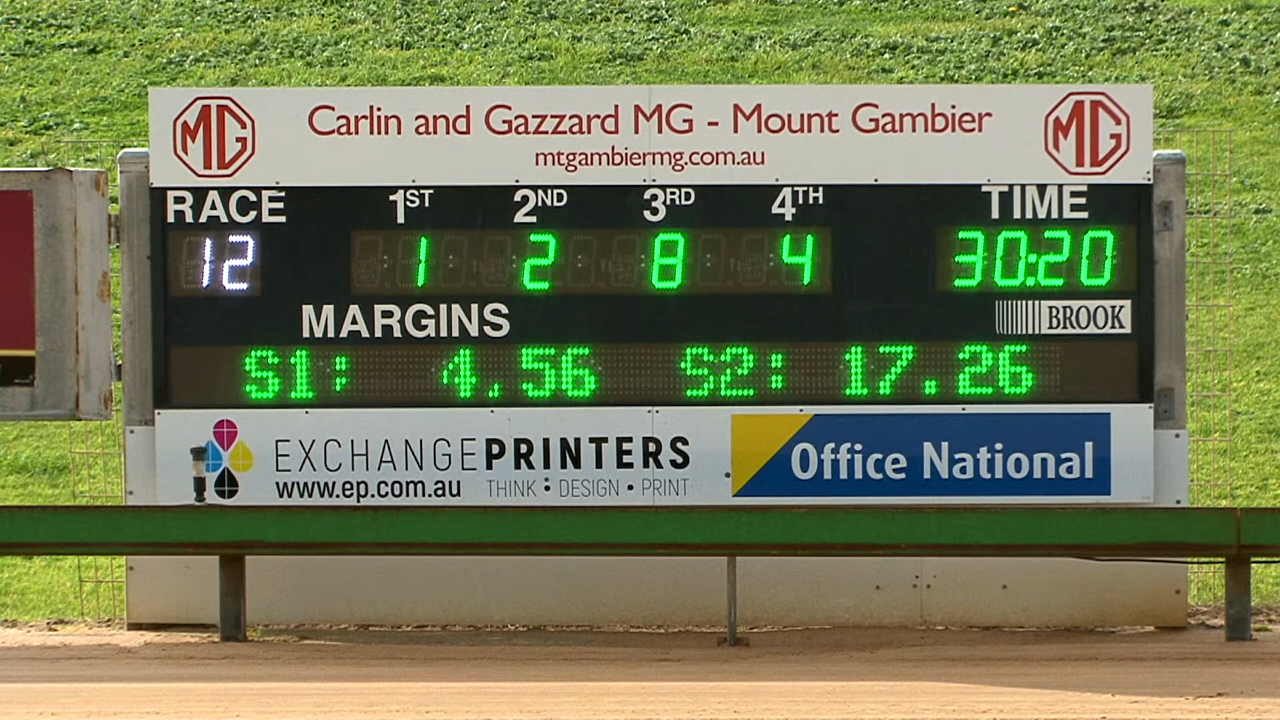 MG Carlin and Gazzard MG - Mount Gambier MG
mtgambiermg.com.au
RACE 1ST 2ND 3RD 4TH TIME
12 1 2 8 4 30:20
MARGINS BROOK
S1: 4.56 S2: 17.26
EXCHANGEPRINTERS Office National
www.ep.com.au THINK • DESIGN • PRINT